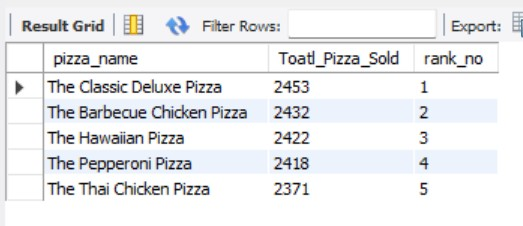 Result Grid Filter Rows: Export:
pizza_name Toatl_Pizza_Sold rank_no
The Classic Deluxe Pizza 2453 1
The Barbecue Chicken Pizza 2432 2
The Hawaiian Pizza 2422 3
The Pepperoni Pizza 2418 4
The Thai Chicken Pizza 2371 5